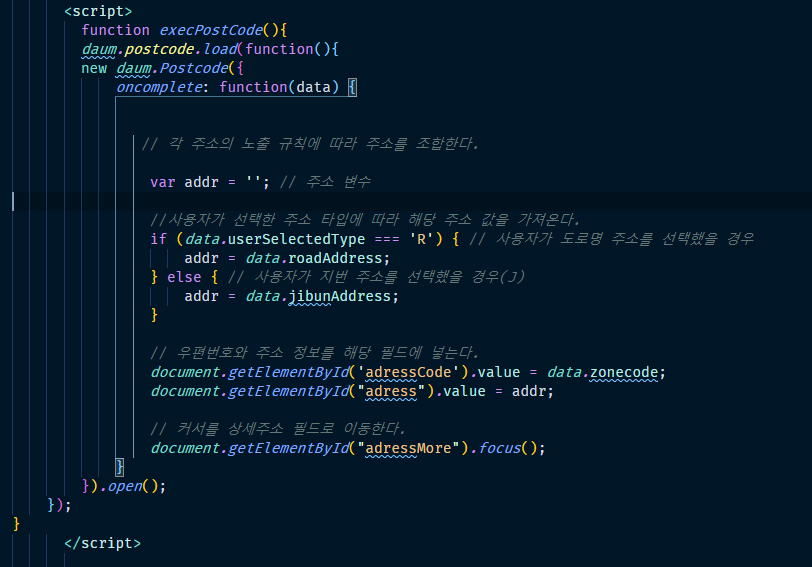 <script>
function execPostCode(){
daum.postcode.load(function(){
new daum.Postcode({
oncomplete: function(data) {
// 각 주소의 노출 규칙에 따라 주소를 조합한다.
var addr = ''; // 주소 변수
//사용자가 선택한 주소 타입에 따라 해당 주소 값을 가져온다.
if (data.userSelectedType === 'R') { // 사용자가 도로명 주소를 선택했을 경우
addr = data.roadAddress;
} else { // 사용자가 지번 주소를 선택했을 경우(J)
addr = data.jibunAddress;
}
// 우편번호와 주소 정보를 해당 필드에 넣는다.
document.getElementById('adressCode').value = data.zonecode;
document.getElementById("adress").value = addr;
// 커서를 상세주소 필드로 이동한다.
document.getElementById("adressMore").focus();
}
}).open();
});
}
</script>